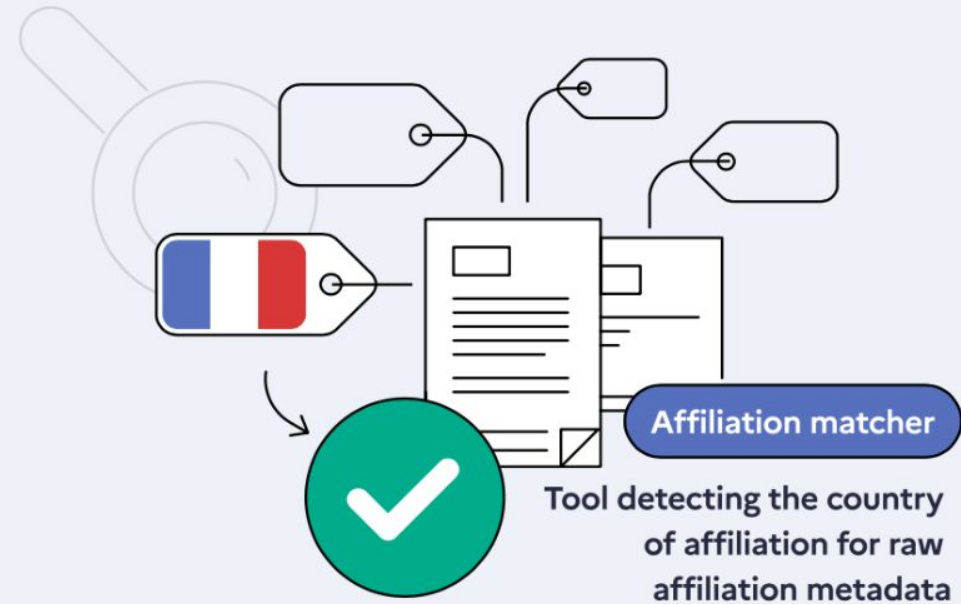 Affiliation matcher
Tool detecting the country
of affiliation for raw
affiliation metadata